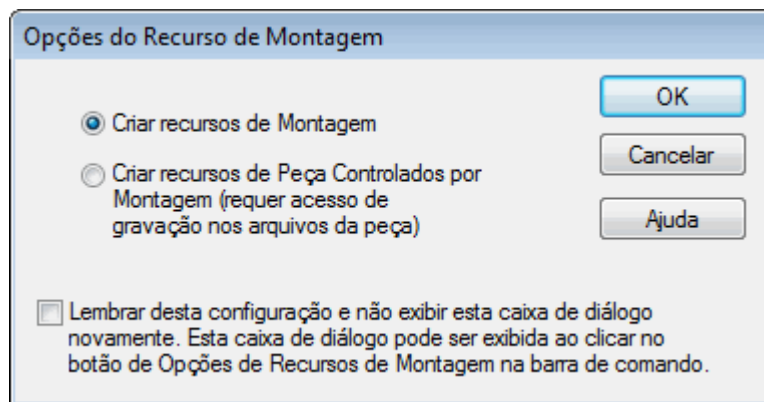 Opções do Recurso de Montagem
OK
Criar recursos de Montagem
Cancelar
Criar recursos de Peça Controlados por
Montagem (requer acesso de
gravação nos arquivos da peça)
Ajuda
Lembrar desta configuração e não exibir esta caixa de diálogo
novamente. Esta caixa de diálogo pode ser exibida ao clicar no
botão de Opções de Recursos de Montagem na barra de comando.